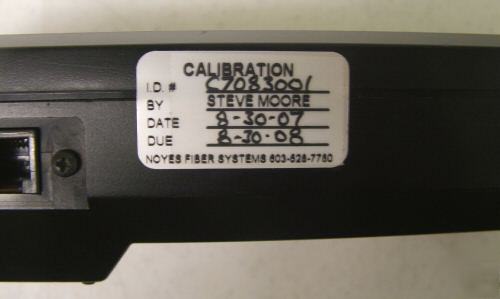 CALIBRATION
I.D. # C7083001
BY STEVE MOORE
DATE 8-30-07
DUE 8-30-08
NOYES FIBER SYSTEMS 603-528-7780